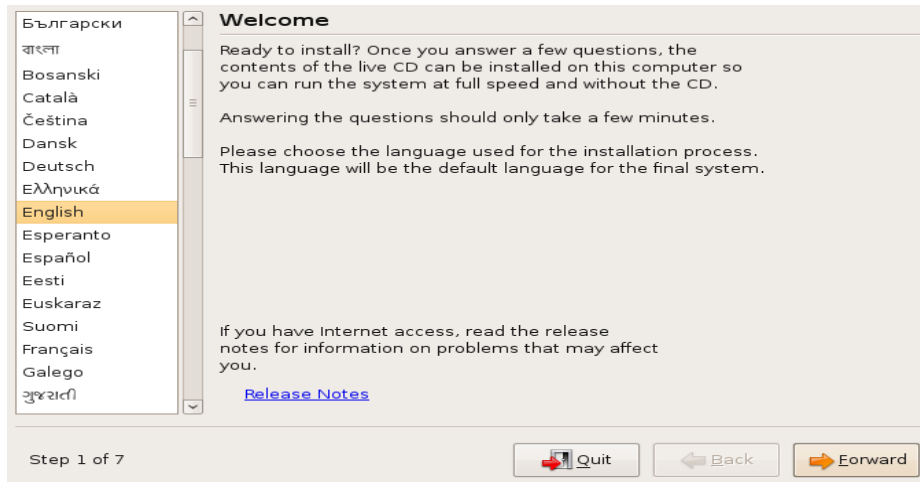 Български
বাংলা
Bosanski
Català
Čeština
Dansk
Deutsch
Ελληνικά
English
Esperanto
Español
Eesti
Euskaraz
Suomi
Français
Galego
ગુજરાતી
Welcome
Ready to install? Once you answer a few questions, the
contents of the live CD can be installed on this computer so
you can run the system at full speed and without the CD.
Answering the questions should only take a few minutes.
Please choose the language used for the installation process.
This language will be the default language for the final system.
If you have Internet access, read the release
notes for information on problems that may affect
you.
Release Notes
Step 1 of 7
Quit
Back
Forward